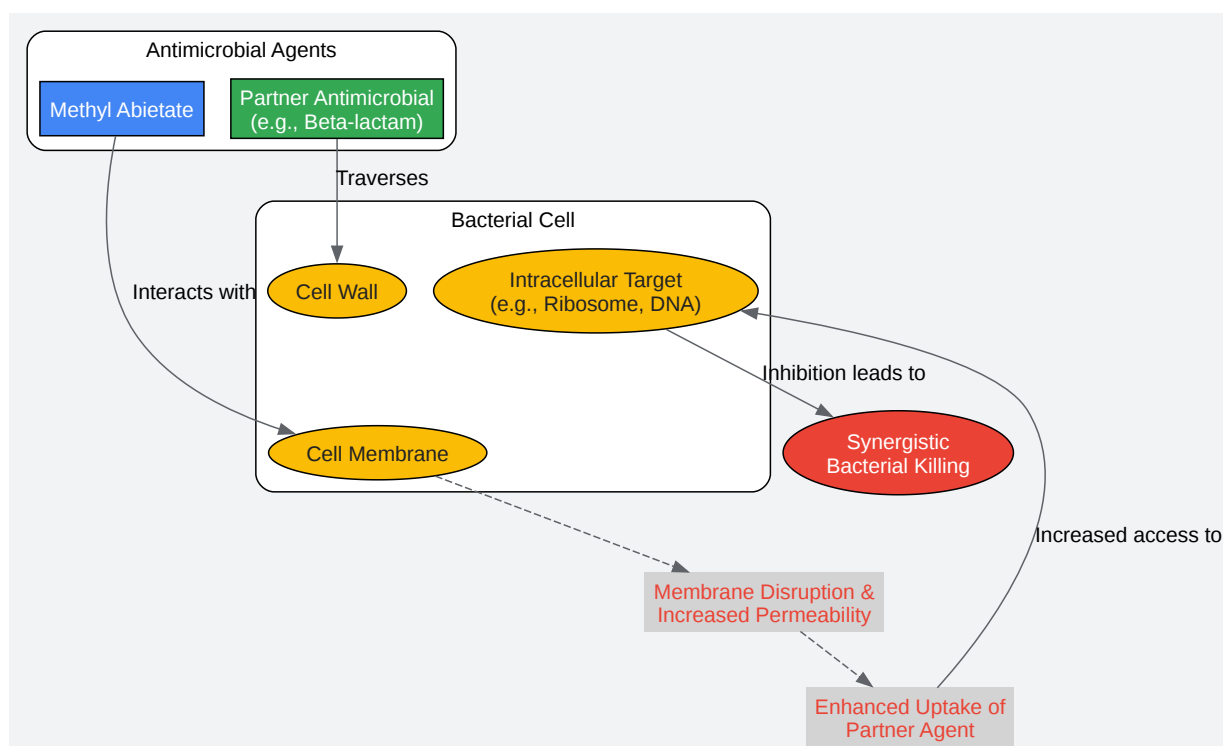 Antimicrobial Agents
Methyl Abietate
Partner Antimicrobial
(e.g., Beta-lactam)
Traverses
Bacterial Cell
Interacts with
Cell Wall
Intracellular Target
(e.g., Ribosome, DNA)
Inhibition leads to
Cell Membrane
Synergistic
Bacterial Killing
Increased access to
Membrane Disruption &
Increased Permeability
Enhanced Uptake of
Partner Agent